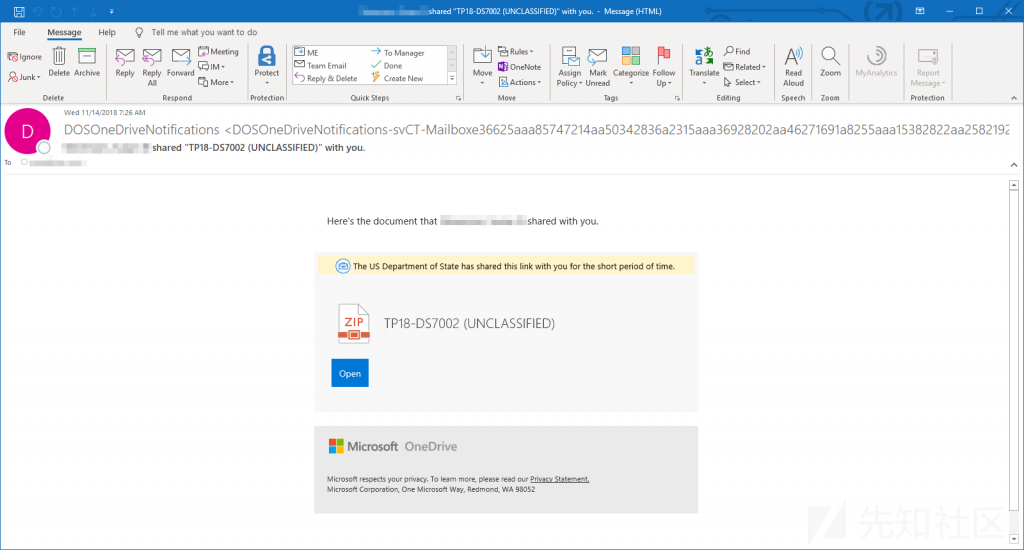 shared "TP18-DS7002 (UNCLASSIFIED)" with you. - Message (HTML)
File Message Help Tell me what you want to do
Ignore
Junk
Delete
Archive
Reply
Reply All
Forward
Meeting
IM
More
Protect
ME
Team Email
Reply & Delete
To Manager
Done
Create New
Move
Rules
OneNote
Actions
Assign Policy
Mark Unread
Categorize
Follow Up
Translate
Find
Related
Select
Read Aloud
Zoom
MyAnalytics
Report Message
Delete Respond Protection Quick Steps Move Tags Editing Speech Zoom Protection
Wed 11/14/2018 7:26 AM
D
DOSOneDriveNotifications <DOSOneDriveNotifications-svCT-Mailboxe36625aaa85747214aa50342836a2315aaa36928202aa46271691a8255aaa15382822aa2582192
shared "TP18-DS7002 (UNCLASSIFIED)" with you.
To
Here's the document that shared with you.
The US Department of State has shared this link with you for the short period of time.
ZIP
TP18-DS7002 (UNCLASSIFIED)
Open
Microsoft OneDrive
Microsoft respects your privacy. To learn more, please read our Privacy Statement.
Microsoft Corporation, One Microsoft Way, Redmond, WA 98052
先知社区